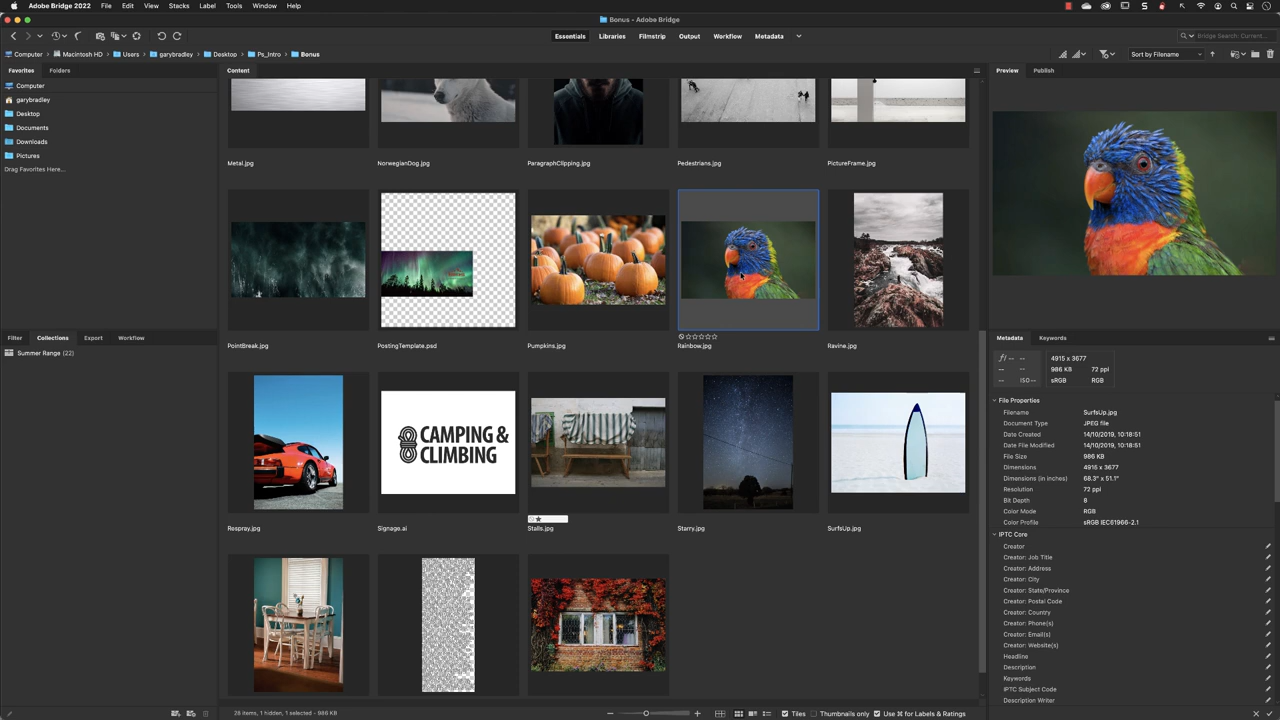 Adobe Bridge 2022 File Edit View Stacks Label Tools Window Help
Bonus - Adobe Bridge
Essentials Libraries Filmstrip Output Workflow Metadata
Bridge Search: Current...
Computer Macintosh HD Users garybradley Desktop Ps_Intro Bonus
Sort by Filename
Favorites Folders
Computer
garybradley
Desktop
Documents
Downloads
Pictures
Drag Favorites Here...
Filter Collections Export Workflow
Summer Range (22)
Content
Metal.jpg NorwegianDog.jpg ParagraphClipping.jpg Pedestrians.jpg PictureFrame.jpg
PointBreak.jpg PostingTemplate.psd Pumpkins.jpg Rainbow.jpg Ravine.jpg
CAMPING &
CLIMBING
Respray.jpg Signage.ai Stalls.jpg Starry.jpg SurfsUp.jpg
28 items, 1 hidden, 1 selected - 986 KB
Tiles Thumbnails only Use ⌘ for Labels & Ratings
Preview Publish
Metadata Keywords
ƒ/ -- --
-- --
-- ISO--
4915 x 3677
986 KB 72 ppi
sRGB RGB
File Properties
Filename SurfsUp.jpg
Document Type JPEG file
Date Created 14/10/2019, 10:18:51
Date File Modified 14/10/2019, 10:18:51
File Size 986 KB
Dimensions 4915 x 3677
Dimensions (in inches) 68.3" x 51.1"
Resolution 72 ppi
Bit Depth 8
Color Mode RGB
Color Profile sRGB IEC61966-2.1
IPTC Core
Creator
Creator: Job Title
Creator: Address
Creator: City
Creator: State/Province
Creator: Postal Code
Creator: Country
Creator: Phone(s)
Creator: Email(s)
Creator: Website(s)
Headline
Description
Keywords
IPTC Subject Code
Description Writer